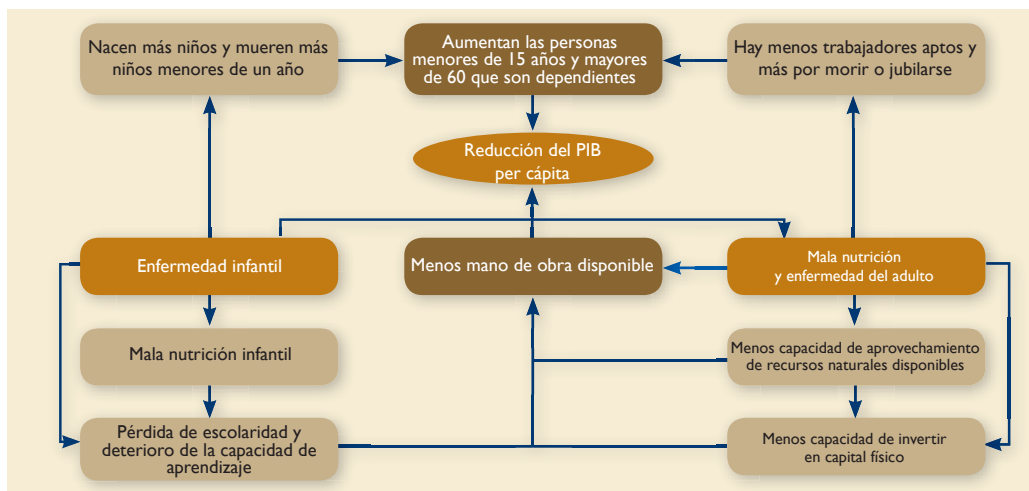 Nacen más niños y mueren más
niños menores de un año
Aumentan las personas
menores de 15 años y mayores
de 60 que son dependientes
Hay menos trabajadores aptos y
más por morir o jubilarse
Reducción del PIB
per cápita
Enfermedad infantil
Menos mano de obra disponible
Mala nutrición
y enfermedad del adulto
Mala nutrición infantil
Menos capacidad de aprovechamiento
de recursos naturales disponibles
Pérdida de escolaridad y
deterioro de la capacidad de
aprendizaje
Menos capacidad de invertir
en capital físico